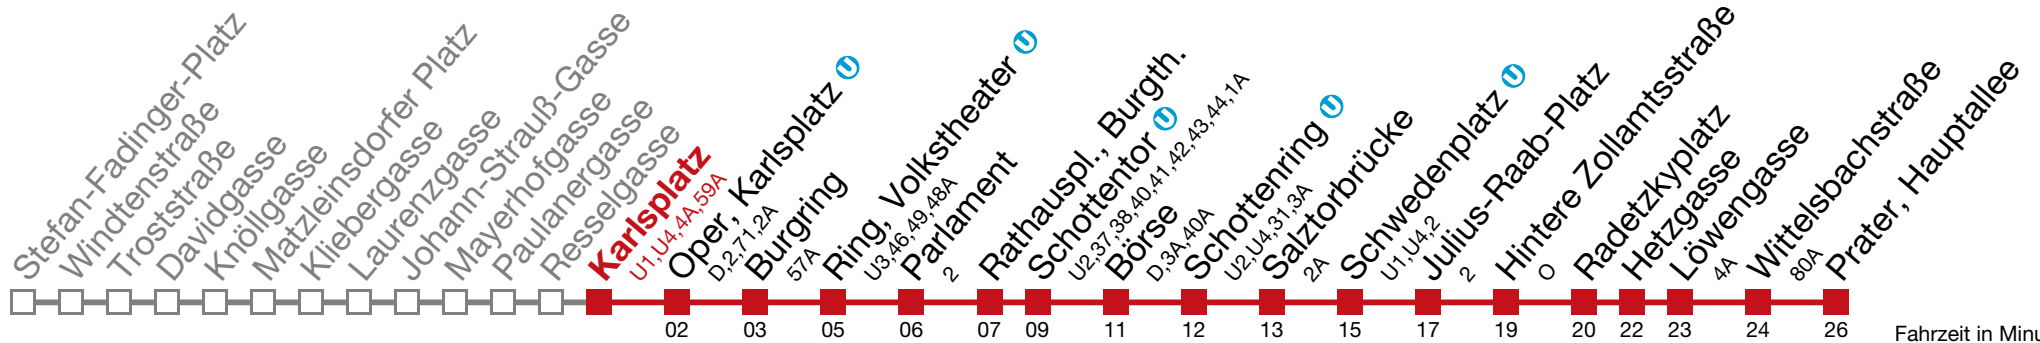 Stefan-Fadinger-Platz
Windtenstraße
Troststraße
Davidgasse
Knöllgasse
Matzleinsdorfer Platz
Kliebergasse
Laurenzgasse
Johann-Strauß-Gasse
Mayerhofgasse
Paulanergasse
Resselgasse
Karlsplatz
U1,U4,4A,59A
Oper, Karlsplatz U
D,2,71,2A
Burgring
57A
Ring, Volkstheater U
U3,46,49,48A
Parlament
2
Rathauspl., Burgth.
Schottentor U
U2,37,38,40,41,42,43,44,1A
Börse
D,3A,40A
Schottenring U
U2,U4,31,3A
Salztorbrücke
2A
Schwedenplatz U
U1,U4,2
Julius-Raab-Platz
2
Hintere Zollamtsstraße
O
Radetzkyplatz
Hetzgasse
Löwengasse
4A
Wittelsbachstraße
80A
Prater, Hauptallee
02 03 05 06 07 09 11 12 13 15 17 19 20 22 23 24 26 Fahrzeit in Minu